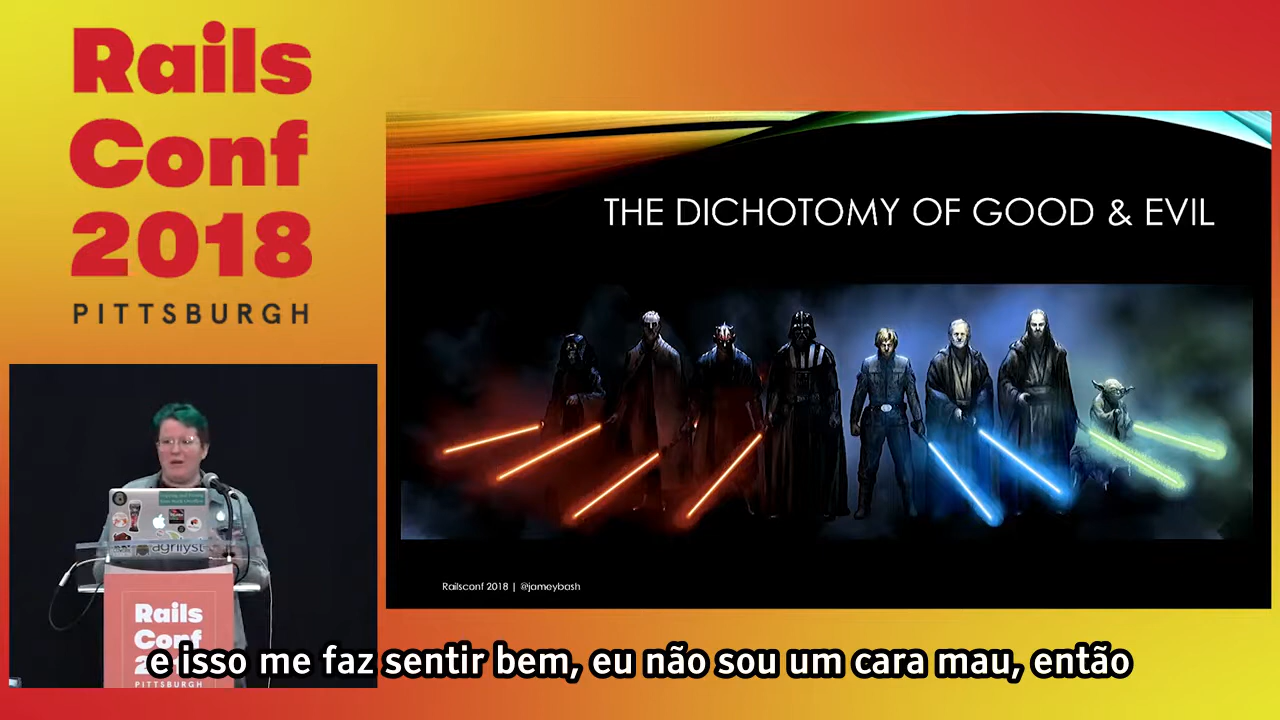 Rails
Conf
2018
PITTSBURGH
THE DICHOTOMY OF GOOD & EVIL
Railsconf 2018 | @jameybash
agrilyst
Rails
Conf
PITTSBURGH
e isso me faz sentir bem, eu não sou um cara mau, então